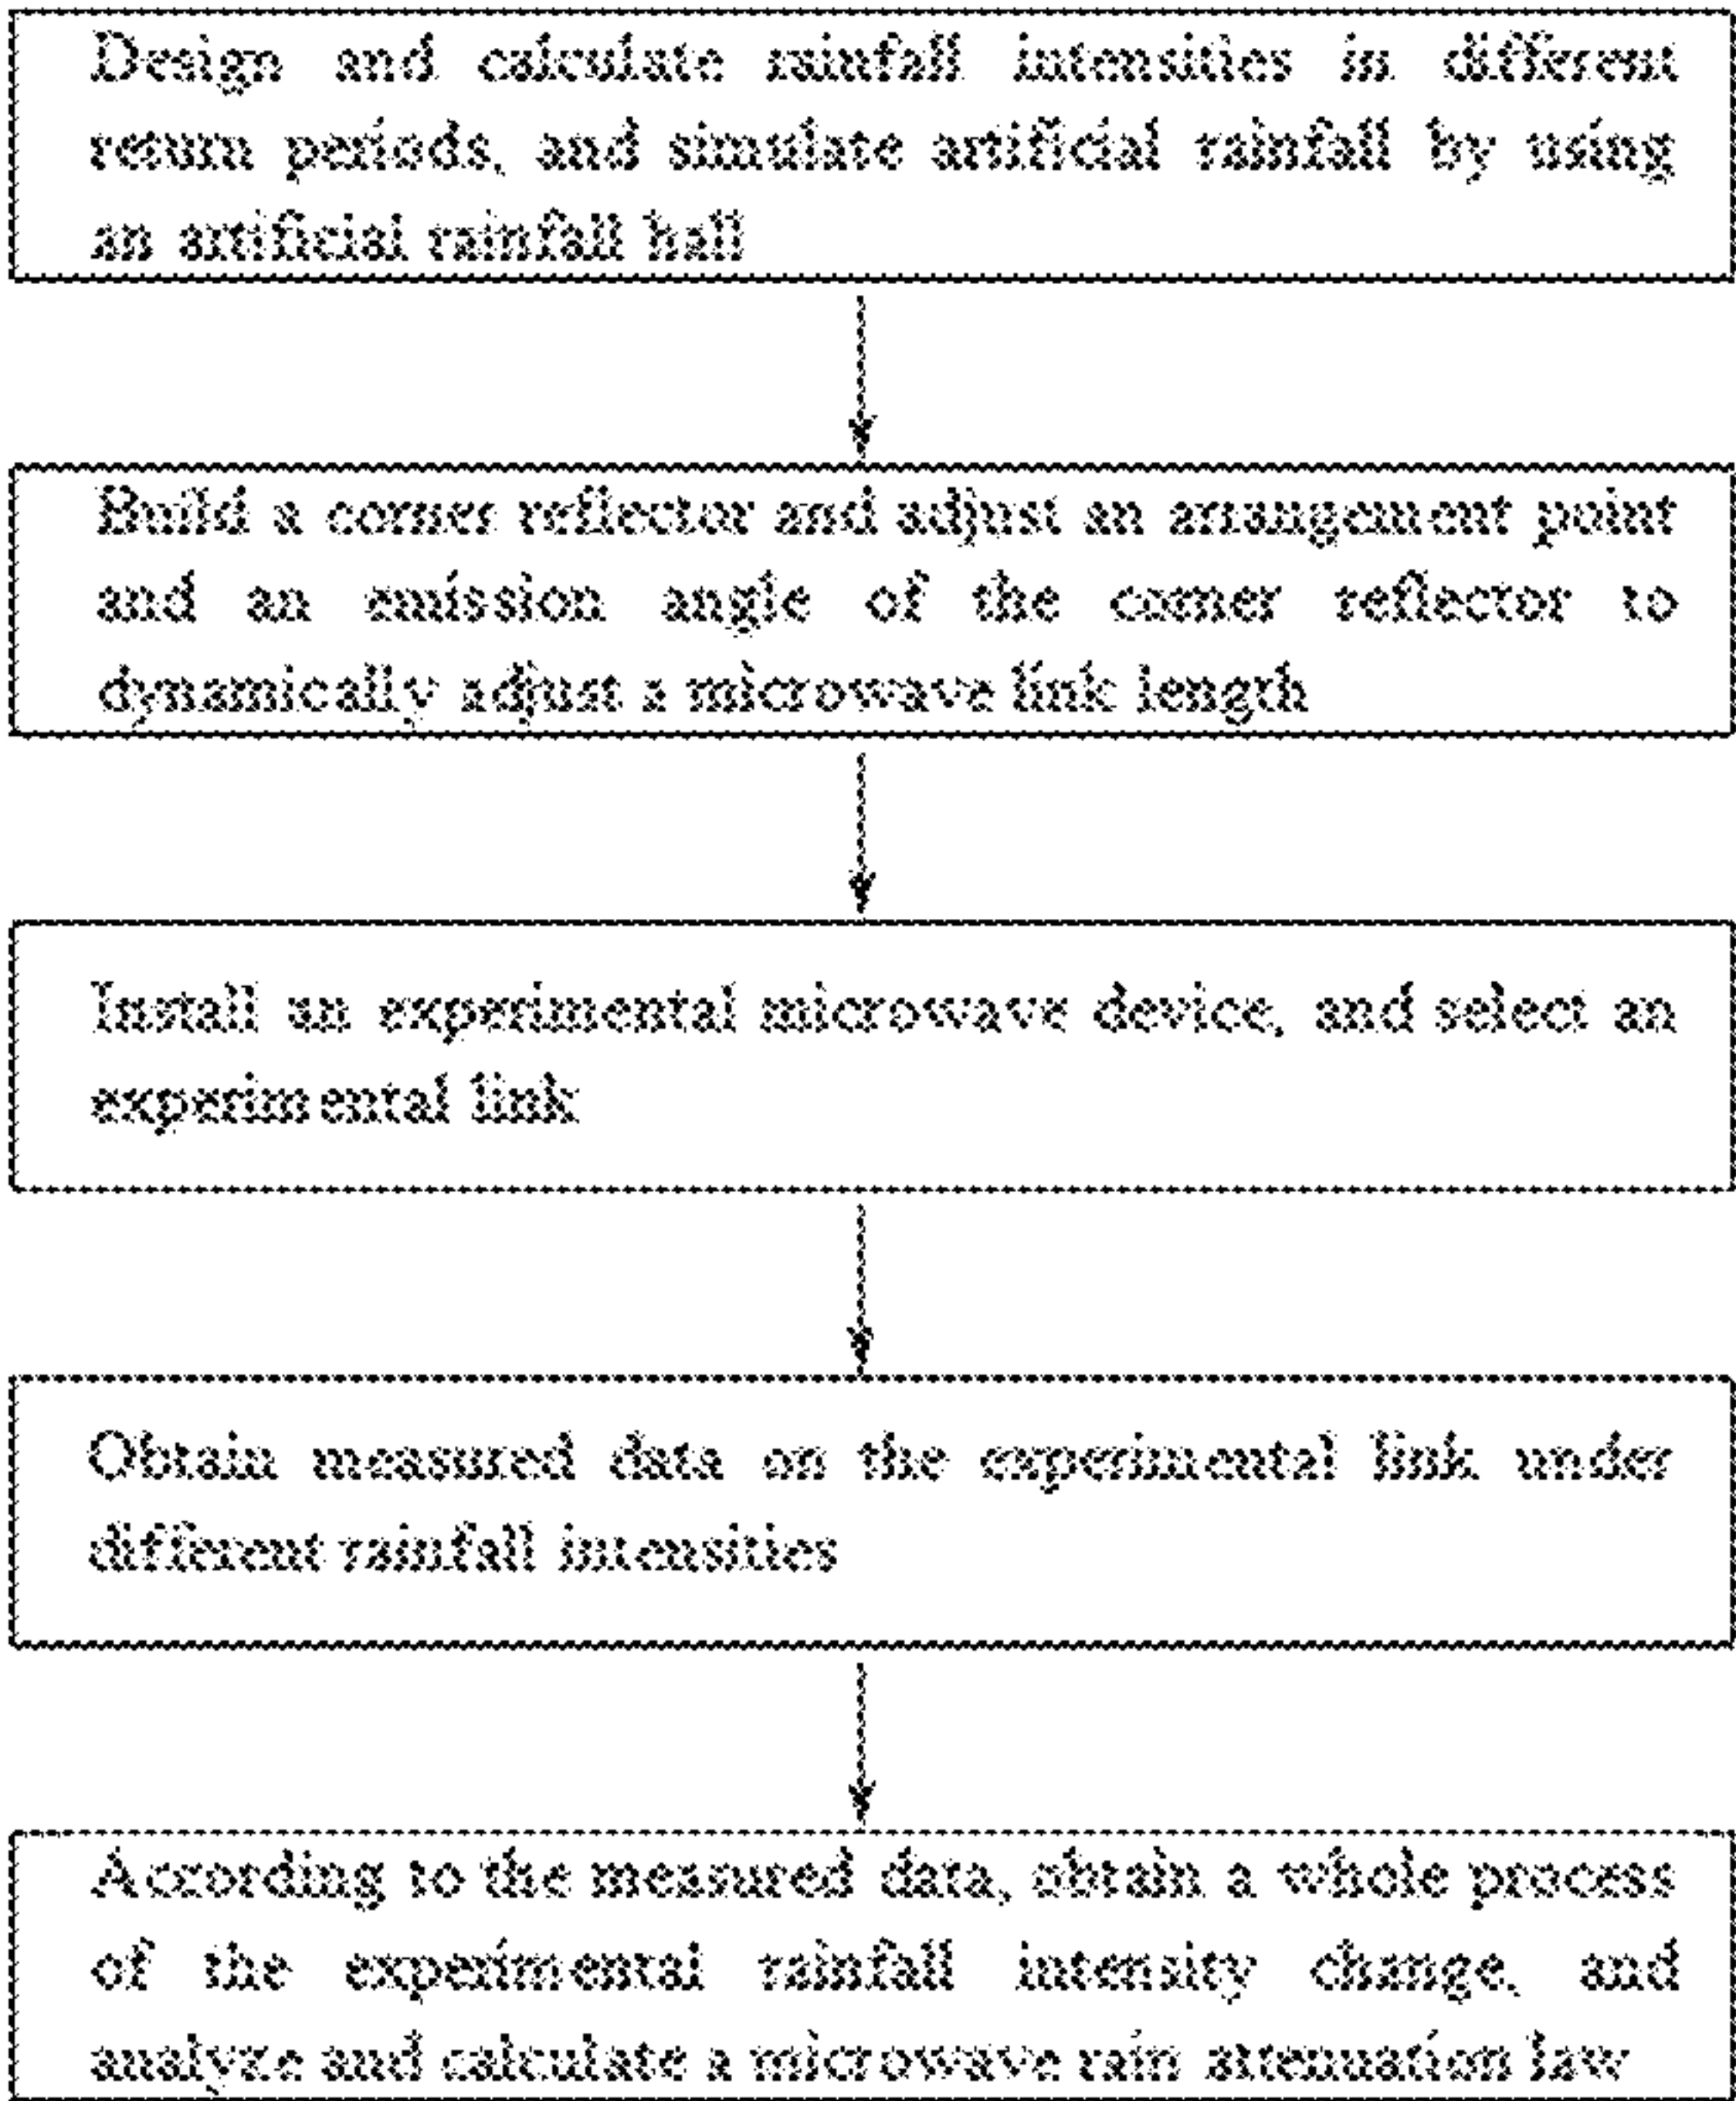 Design and calculate rainfall intensities in different
return periods, and simulate artificial rainfall by using
an artificial rainfall hall
Build a corner reflector and adjust an arrangement point
and an emission angle of the corner reflector to
dynamically adjust a microwave link length
Install an experimental microwave device, and select an
experimental link
Obtain measured data on the experimental link under
different rainfall intensities
According to the measured data, obtain a whole process
of the experimental rainfall intensity change, and
analyze and calculate a microwave rain attenuation law